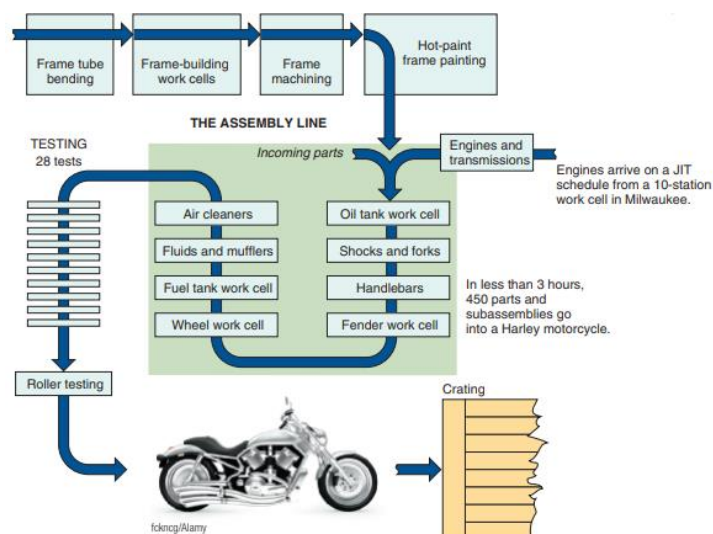 Frame tube
bending
Frame-building
work cells
Frame
machining
Hot-paint
frame painting
THE ASSEMBLY LINE
TESTING
28 tests
Incoming parts
Engines and
transmissions
Engines arrive on a JIT
schedule from a 10-station
work cell in Milwaukee.
Air cleaners
Oil tank work cell
Fluids and mufflers
Shocks and forks
Fuel tank work cell
Handlebars
In less than 3 hours,
450 parts and
subassemblies go
into a Harley motorcycle.
Wheel work cell
Fender work cell
Roller testing
Crating
fckncg/Alamy